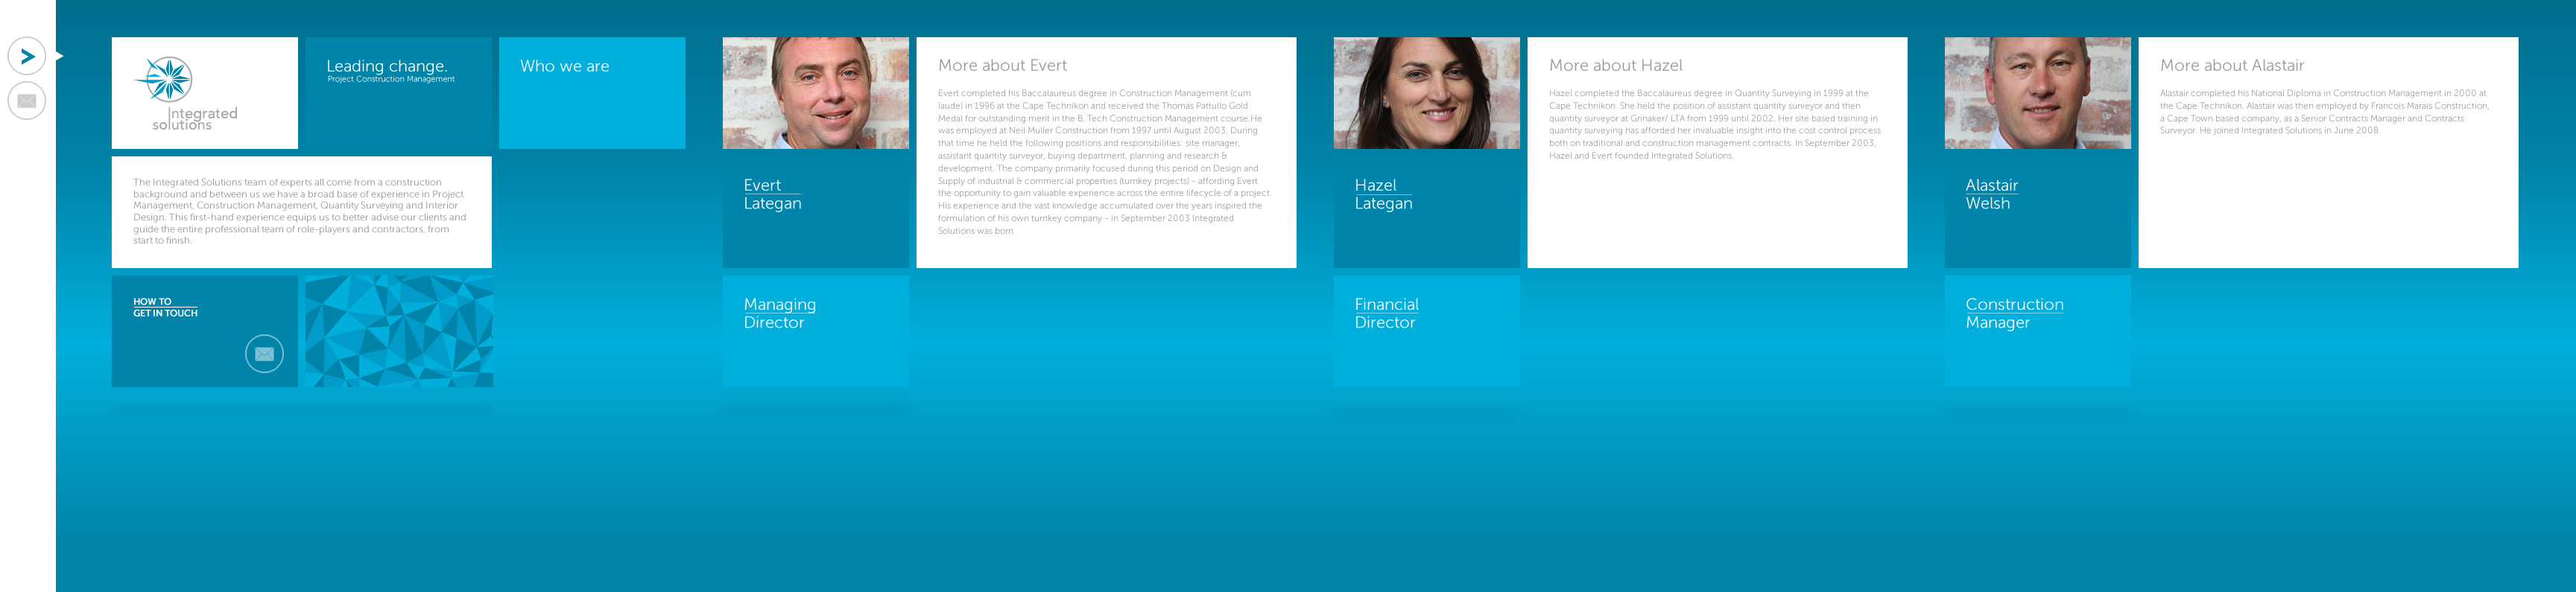 Integrated
solutions
Leading change.
Project Construction Management
Who we are
The Integrated Solutions team of experts all come from a construction
background and between us we have a broad base of experience in Project
Management, Construction Management, Quantity Surveying and Interior
Design. This first-hand experience equips us to better advise our clients and
guide the entire professional team of role-players and contractors, from
start to finish.
HOW TO
GET IN TOUCH
Evert
Lategan
Managing
Director
More about Evert
Evert completed his Baccalaureus degree in Construction Management (cum
laude) in 1996 at the Cape Technikon and received the Thomas Pattullo Gold
Medal for outstanding merit in the B. Tech Construction Management course.He
was employed at Neil Muller Construction from 1997 until August 2003. During
that time he held the following positions and responsibilities: site manager,
assistant quantity surveyor, buying department, planning and research &
development. The company primarily focused during this period on Design and
Supply of industrial & commercial properties (turnkey projects) - affording Evert
the opportunity to gain valuable experience across the entire lifecycle of a project.
His experience and the vast knowledge accumulated over the years inspired the
formulation of his own turnkey company – in September 2003 Integrated
Solutions was born.
Hazel
Lategan
Financial
Director
More about Hazel
Hazel completed the Baccalaureus degree in Quantity Surveying in 1999 at the
Cape Technikon. She held the position of assistant quantity surveyor and then
quantity surveyor at Grinaker/ LTA from 1999 until 2002. Her site based training in
quantity surveying has afforded her invaluable insight into the cost control process
both on traditional and construction management contracts. In September 2003,
Hazel and Evert founded Integrated Solutions.
Alastair
Welsh
Construction
Manager
More about Alastair
Alastair completed his National Diploma in Construction Management in 2000 at
the Cape Technikon. Alastair was then employed by Francois Marais Construction,
a Cape Town based company, as a Senior Contracts Manager and Contracts
Surveyor. He joined Integrated Solutions in June 2008.